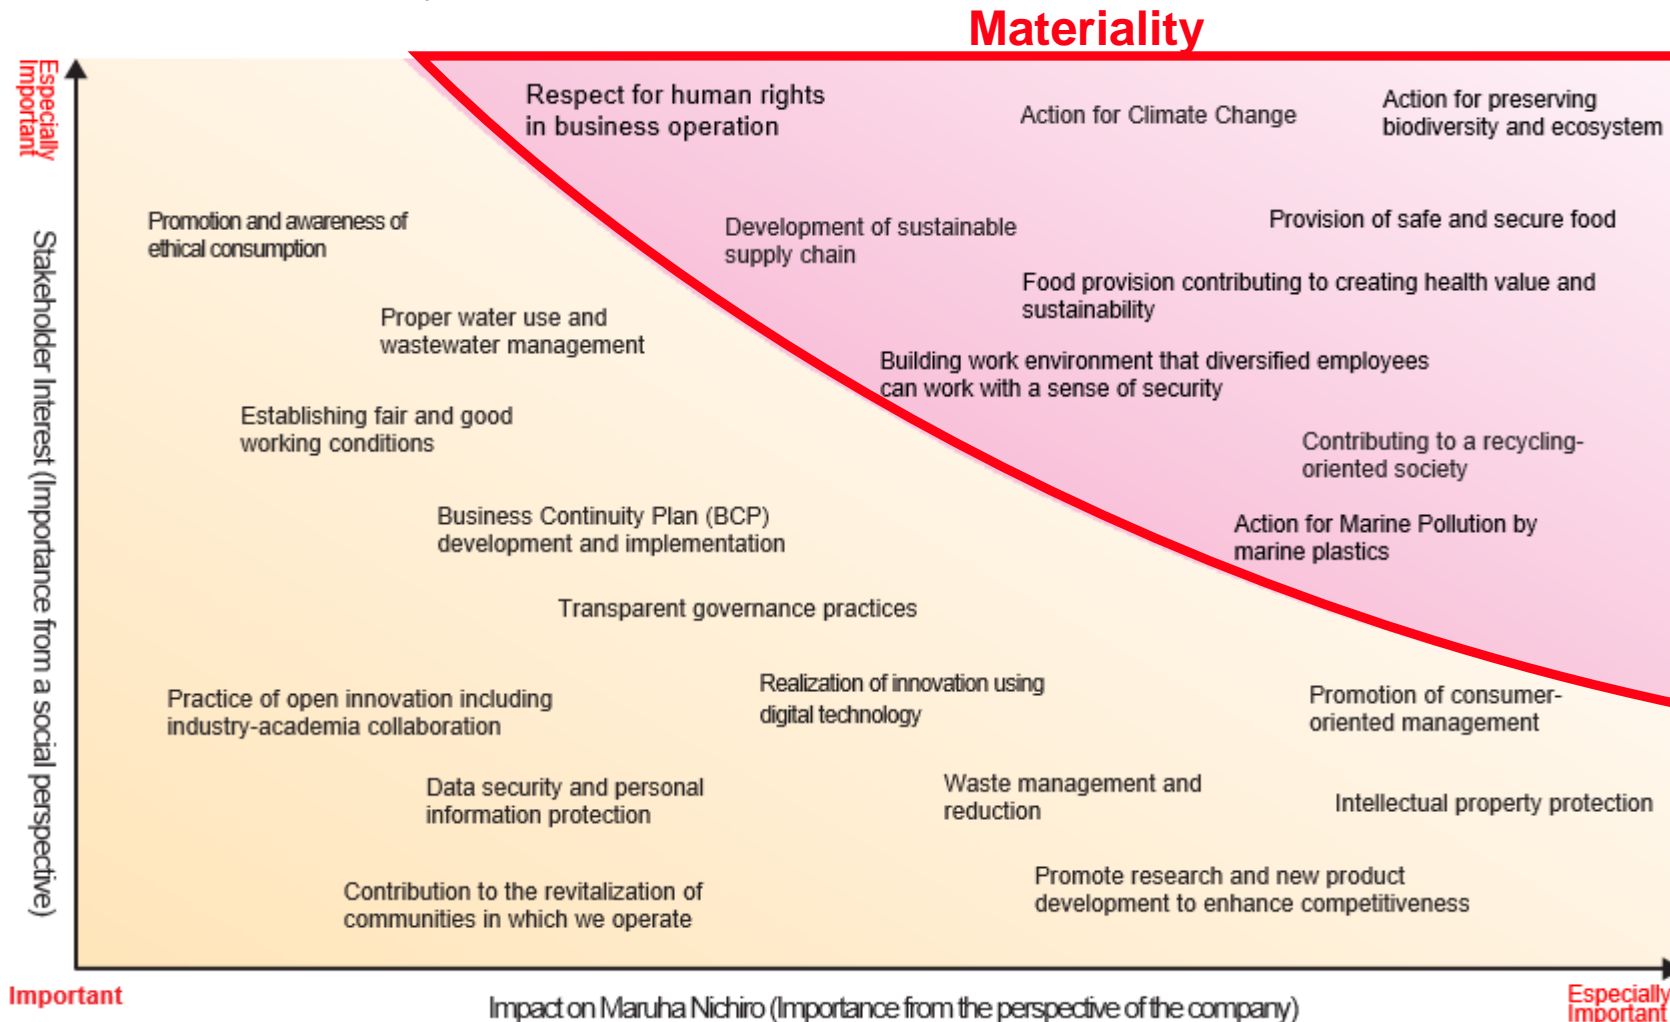 Materiality
Especially
Important
Respect for human rights
in business operation
Action for Climate Change
Action for preserving
biodiversity and ecosystem
Promotion and awareness of
ethical consumption
Development of sustainable
supply chain
Provision of safe and secure food
Food provision contributing to creating health value and
sustainability
Proper water use and
wastewater management
Building work environment that diversified employees
can work with a sense of security
Establishing fair and good
working conditions
Contributing to a recycling-
oriented society
Business Continuity Plan (BCP)
development and implementation
Action for Marine Pollution by
marine plastics
Transparent governance practices
Practice of open innovation including
industry-academia collaboration
Realization of innovation using
digital technology
Promotion of consumer-
oriented management
Data security and personal
information protection
Waste management and
reduction
Intellectual property protection
Contribution to the revitalization of
communities in which we operate
Promote research and new product
development to enhance competitiveness
Stakeholder Interest (Importance from a social perspective)
Important
Impact on Maruha Nichiro (Importance from the perspective of the company)
Especially
Important